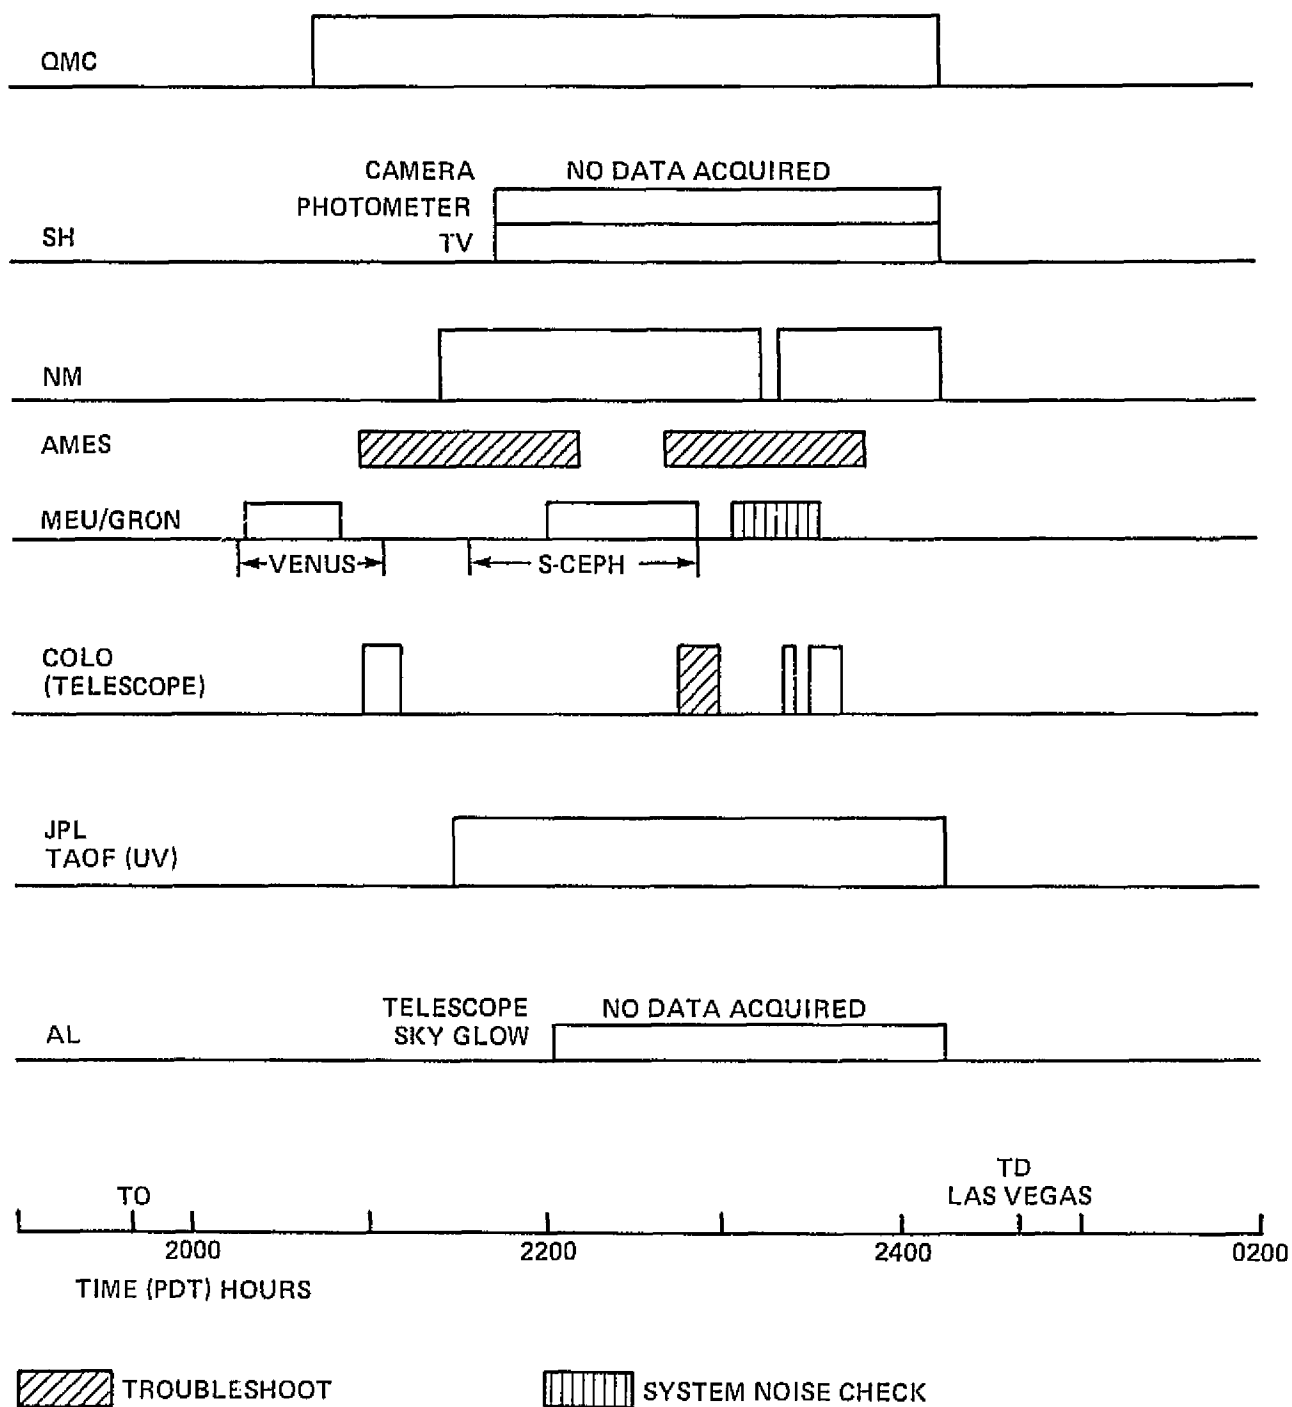 QMC
CAMERA NO DATA ACQUIRED
PHOTOMETER
SH TV
NM
AMES
MEU/GRON
VENUS S-CEPH
COLO
(TELESCOPE)
JPL
TAOF (UV)
TELESCOPE NO DATA ACQUIRED
AL SKY GLOW
TD
TO LAS VEGAS
2000 2200 2400 0200
TIME (PDT) HOURS
TROUBLESHOOT SYSTEM NOISE CHECK